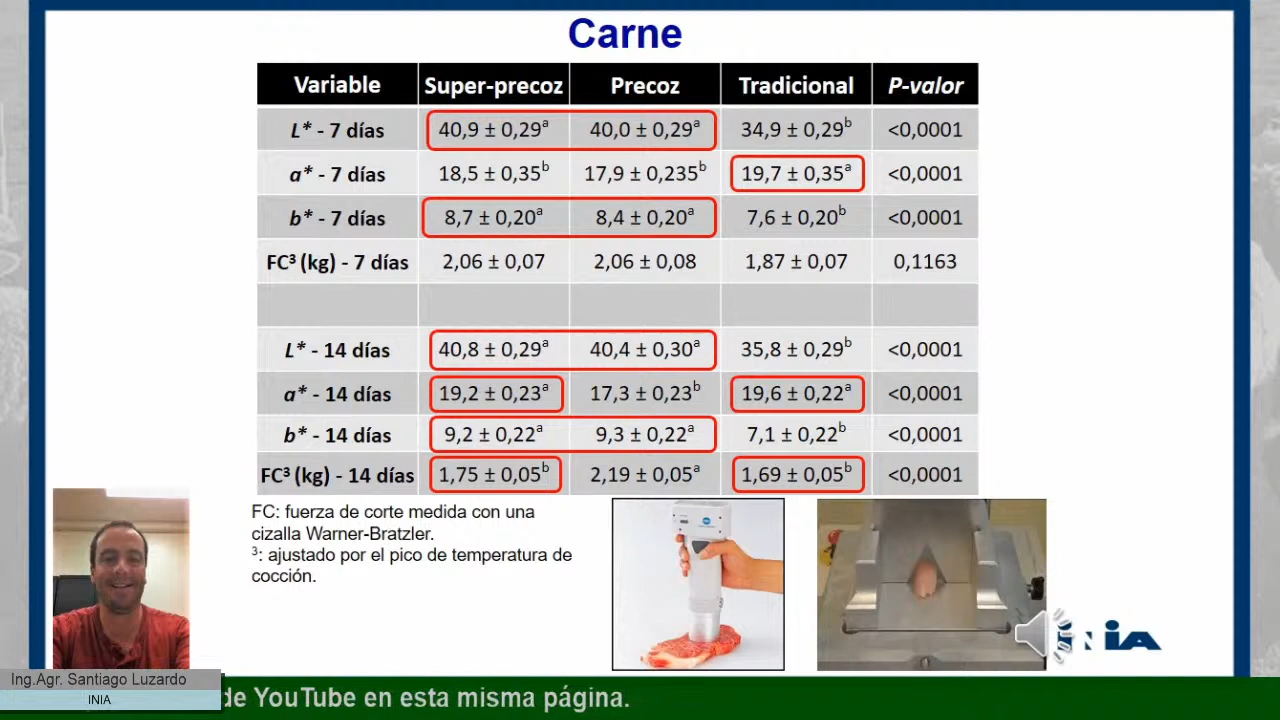 Carne
Variable Super-precoz Precoz Tradicional P-valor
L* - 7 días 40,9 ± 0,29ᵃ 40,0 ± 0,29ᵃ 34,9 ± 0,29ᵇ <0,0001
a* - 7 días 18,5 ± 0,35ᵇ 17,9 ± 0,235ᵇ 19,7 ± 0,35ᵃ <0,0001
b* - 7 días 8,7 ± 0,20ᵃ 8,4 ± 0,20ᵃ 7,6 ± 0,20ᵇ <0,0001
FC³ (kg) - 7 días 2,06 ± 0,07 2,06 ± 0,08 1,87 ± 0,07 0,1163
L* - 14 días 40,8 ± 0,29ᵃ 40,4 ± 0,30ᵃ 35,8 ± 0,29ᵇ <0,0001
a* - 14 días 19,2 ± 0,23ᵃ 17,3 ± 0,23ᵇ 19,6 ± 0,22ᵃ <0,0001
b* - 14 días 9,2 ± 0,22ᵃ 9,3 ± 0,22ᵃ 7,1 ± 0,22ᵇ <0,0001
FC³ (kg) - 14 días 1,75 ± 0,05ᵇ 2,19 ± 0,05ᵃ 1,69 ± 0,05ᵇ <0,0001
FC: fuerza de corte medida con una
cizalla Warner-Bratzler.
³: ajustado por el pico de temperatura de
cocción.
Ing.Agr. Santiago Luzardo
INIA
de YouTube en esta misma página.